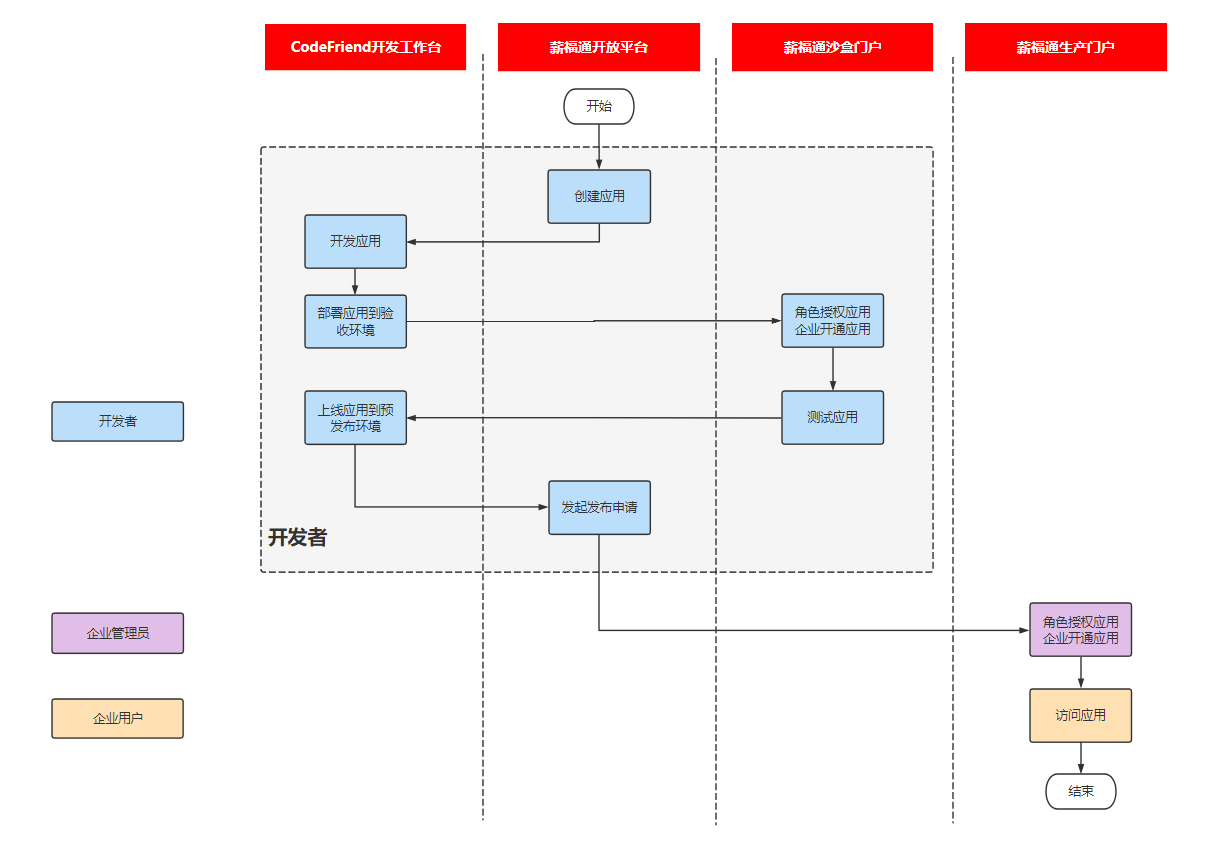 CodeFriend开发工作台
薪福通开放平台
薪福通沙盒门户
薪福通生产门户
开始
创建应用
开发应用
部署应用到验
收环境
角色授权应用
企业开通应用
上线应用到预
发布环境
测试应用
开发者
发起发布申请
开发者
企业管理员
角色授权应用
企业开通应用
企业用户
访问应用
结束